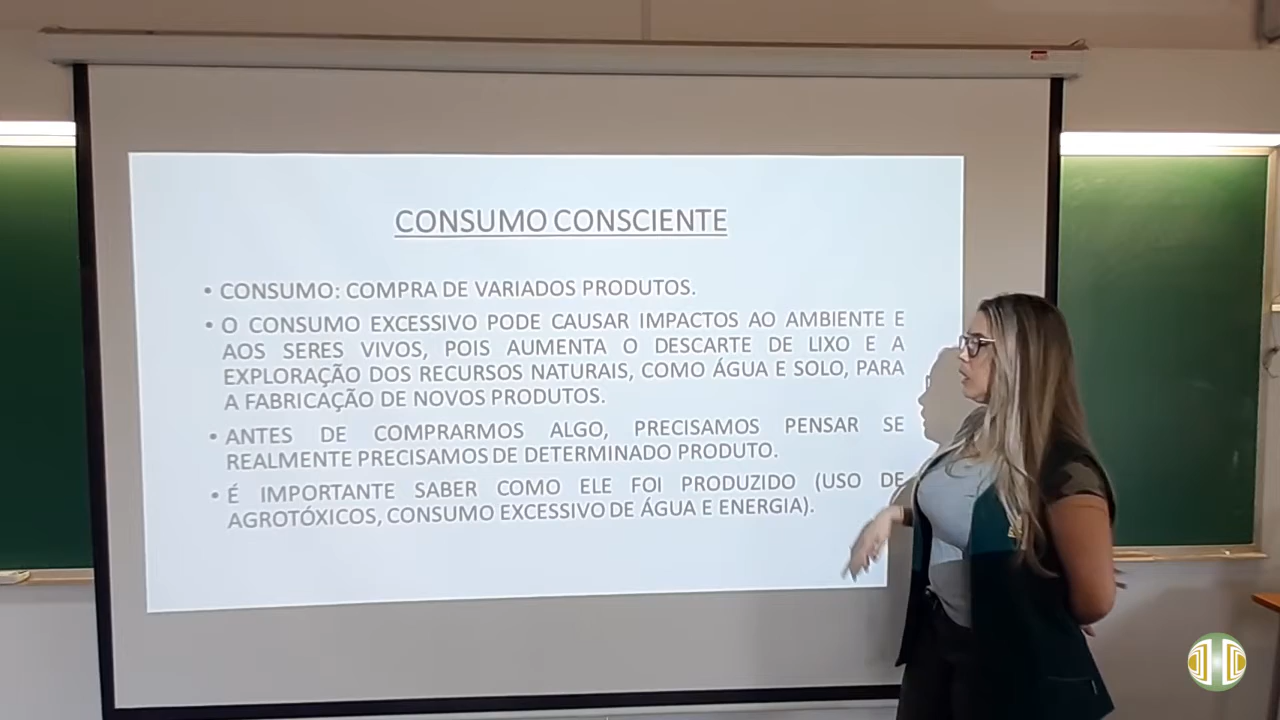 CONSUMO CONSCIENTE
• CONSUMO: COMPRA DE VARIADOS PRODUTOS.
• O CONSUMO EXCESSIVO PODE CAUSAR IMPACTOS AO AMBIENTE E
AOS SERES VIVOS, POIS AUMENTA O DESCARTE DE LIXO E A
EXPLORAÇÃO DOS RECURSOS NATURAIS, COMO ÁGUA E SOLO, PARA
A FABRICAÇÃO DE NOVOS PRODUTOS.
• ANTES DE COMPRARMOS ALGO, PRECISAMOS PENSAR SE
REALMENTE PRECISAMOS DE DETERMINADO PRODUTO.
• É IMPORTANTE SABER COMO ELE FOI PRODUZIDO (USO DE
AGROTÓXICOS, CONSUMO EXCESSIVO DE ÁGUA E ENERGIA).